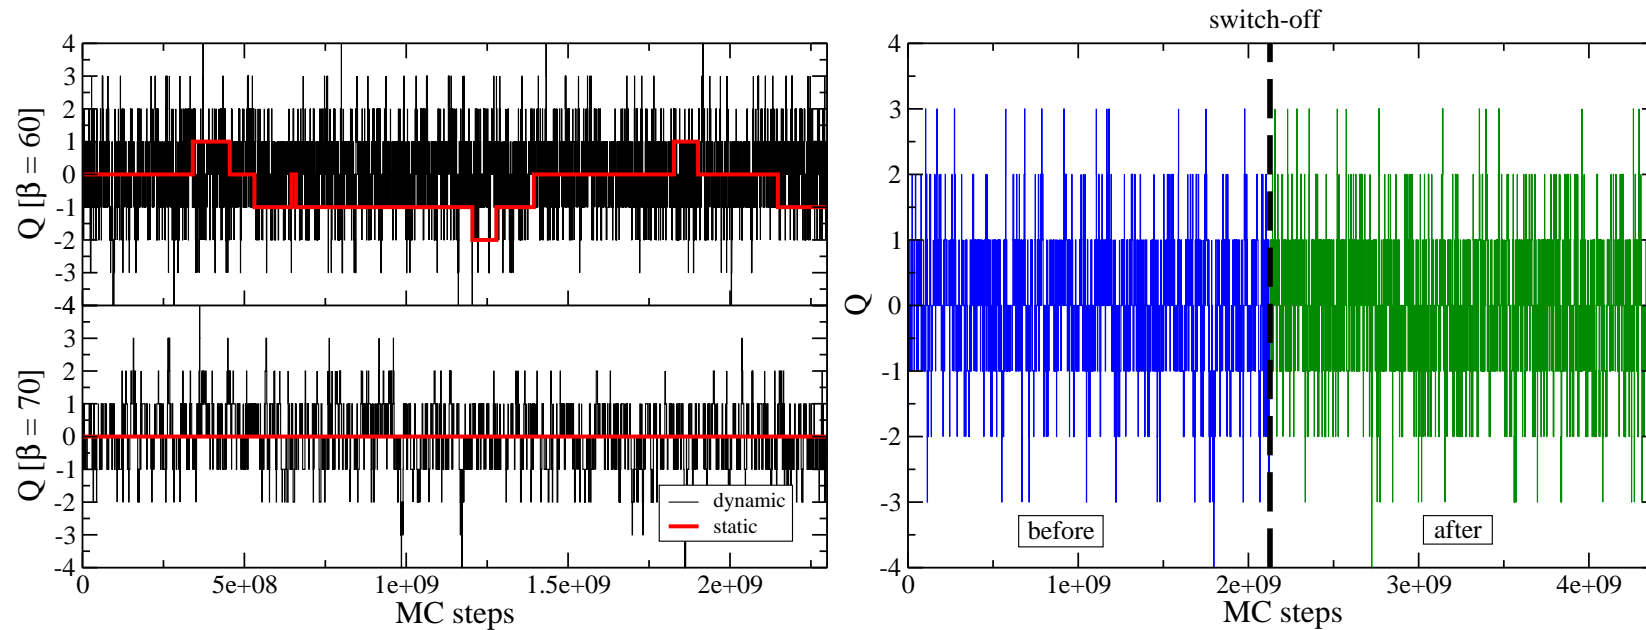 switch-off
4
3
2
1
0
-1
-2
-3
-4
Q [β = 60]
3
2
1
0
-1
-2
-3
-4
Q [β = 70]
dynamic
static
0
5e+08
1e+09
1.5e+09
2e+09
MC steps
4
3
2
1
0
-1
-2
-3
-4
Q
before
after
0
1e+09
2e+09
3e+09
4e+09
MC steps